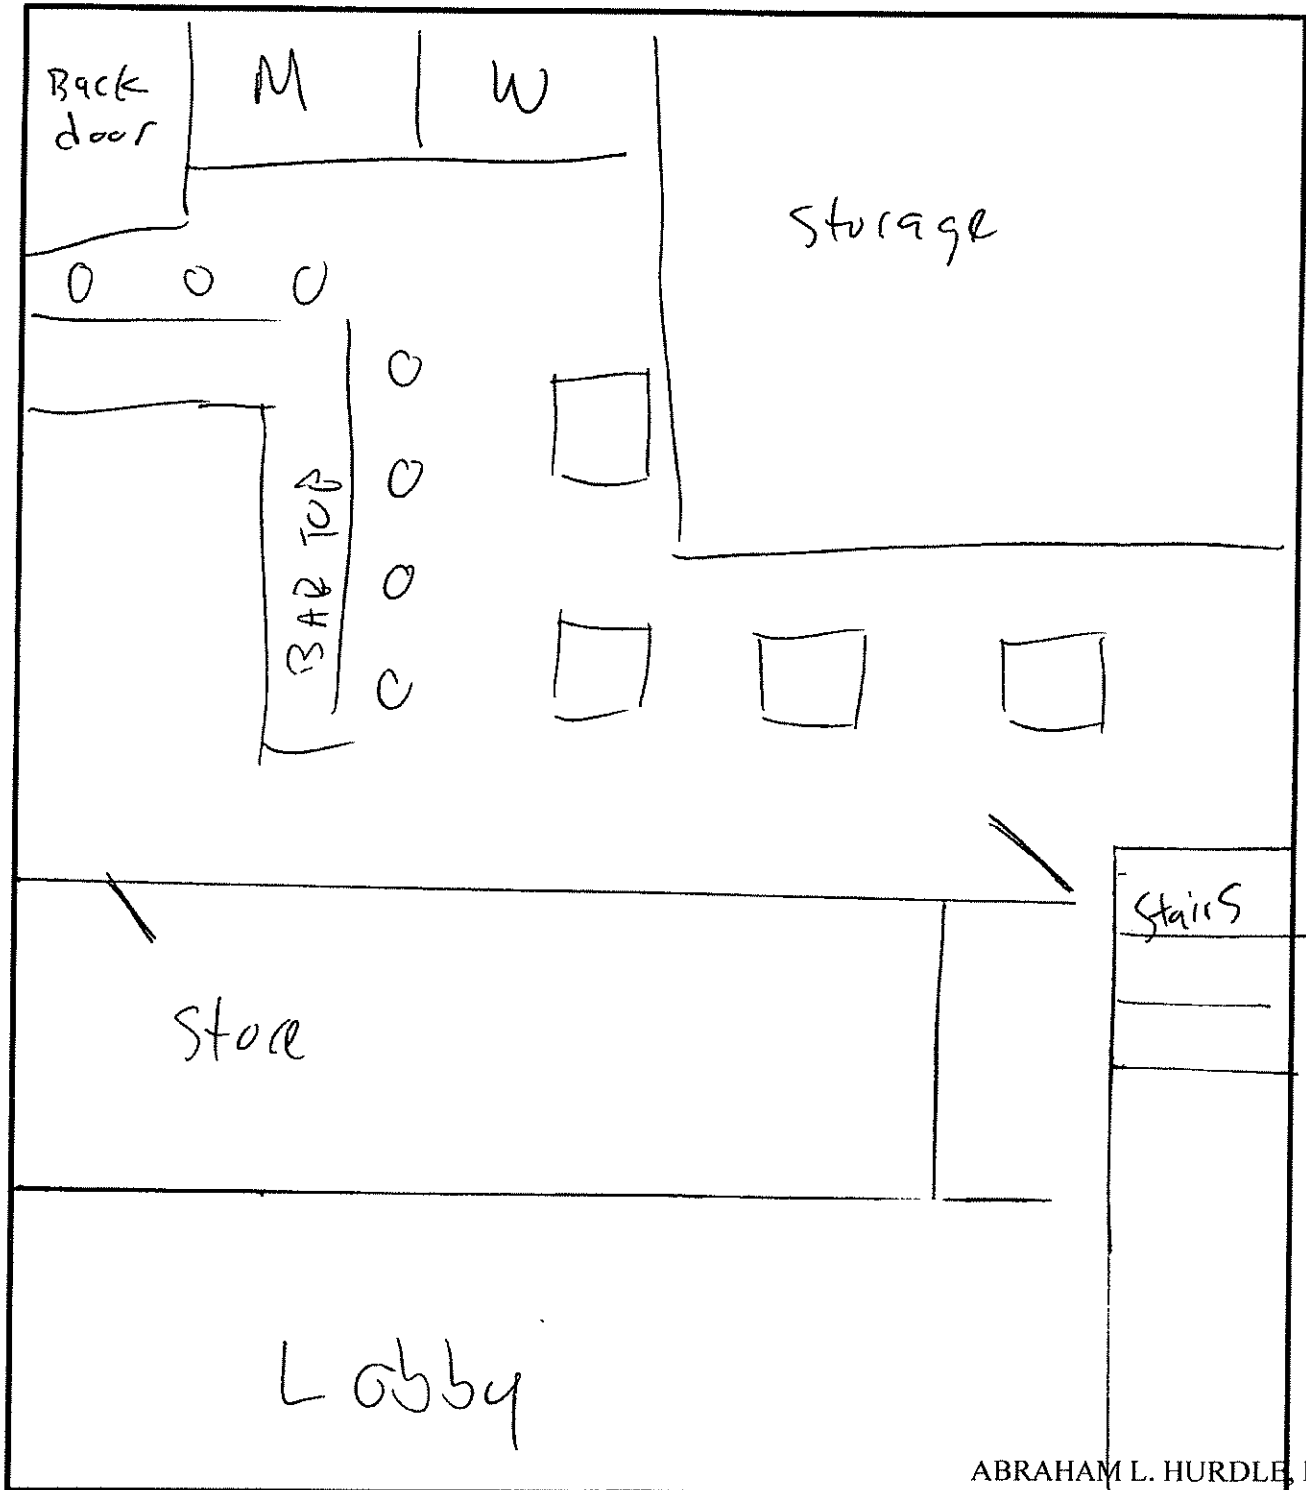 Back
door
M
W
Storage
BAR TOP
Stairs
Store
Lobby
ABRAHAM L. HURDLE,